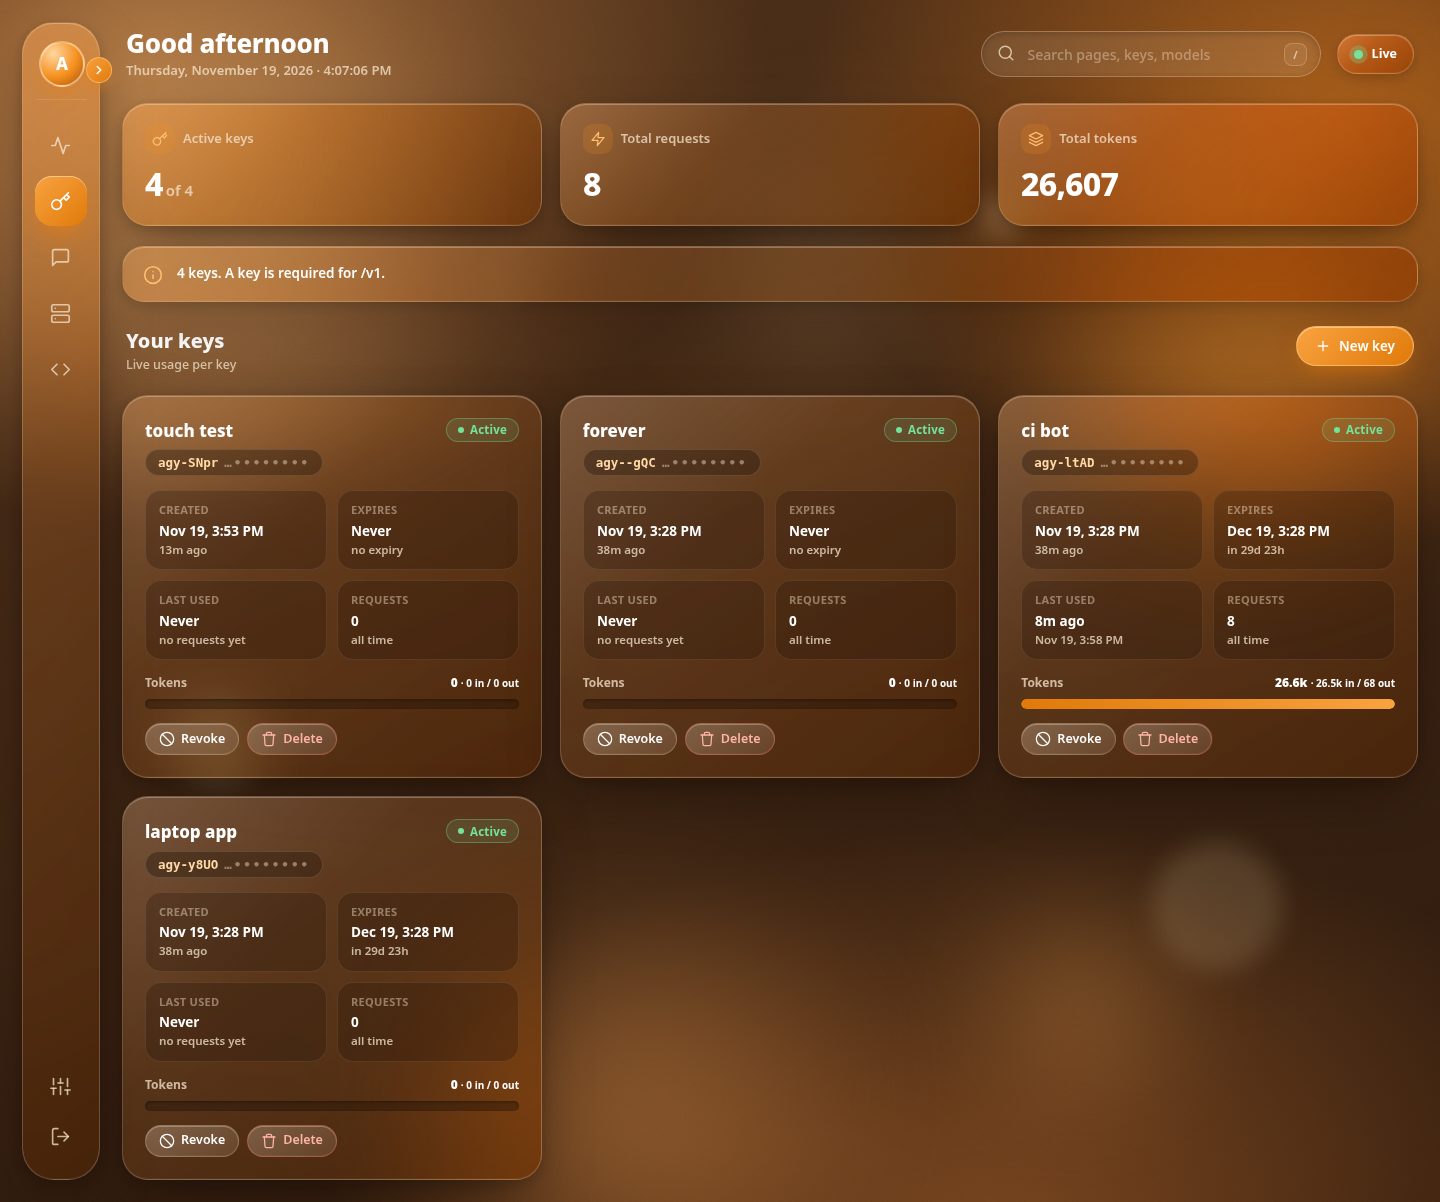 A
Good afternoon
Thursday, November 19, 2026 · 4:07:06 PM
Search pages, keys, models
/
Live
Active keys
4 of 4
Total requests
8
Total tokens
26,607
4 keys. A key is required for /v1.
Your keys
Live usage per key
New key
touch test
Active
agy-SNpr …••••••••
CREATED
Nov 19, 3:53 PM
13m ago
EXPIRES
Never
no expiry
LAST USED
Never
no requests yet
REQUESTS
0
all time
Tokens
0 · 0 in / 0 out
Revoke
Delete
forever
Active
agy--gQC …••••••••
CREATED
Nov 19, 3:28 PM
38m ago
EXPIRES
Never
no expiry
LAST USED
Never
no requests yet
REQUESTS
0
all time
Tokens
0 · 0 in / 0 out
Revoke
Delete
ci bot
Active
agy-ltAD …••••••••
CREATED
Nov 19, 3:28 PM
38m ago
EXPIRES
Dec 19, 3:28 PM
in 29d 23h
LAST USED
8m ago
Nov 19, 3:58 PM
REQUESTS
8
all time
Tokens
26.6k · 26.5k in / 68 out
Revoke
Delete
laptop app
Active
agy-y8UO …••••••••
CREATED
Nov 19, 3:28 PM
38m ago
EXPIRES
Dec 19, 3:28 PM
in 29d 23h
LAST USED
Never
no requests yet
REQUESTS
0
all time
Tokens
0 · 0 in / 0 out
Revoke
Delete